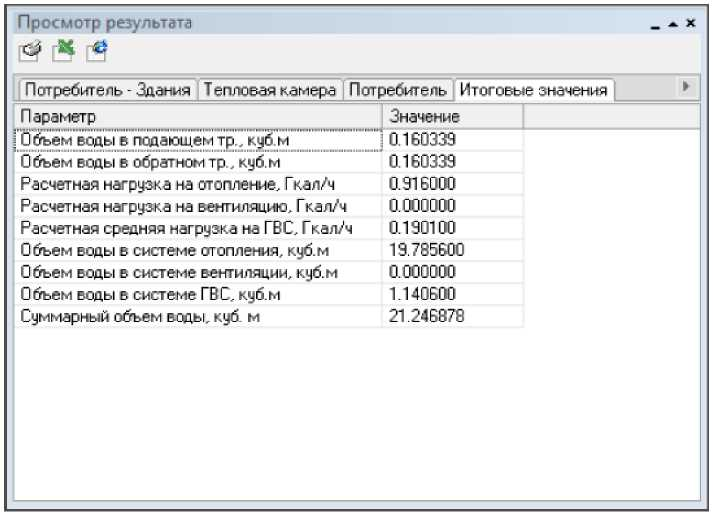 Просмотр результата
Потребитель - Здания Тепловая камера Потребитель Итоговые значения
Параметр Значение
Объем воды в подающем тр., куб.м 0.160339
Объем воды в обратном тр., куб.м 0.160339
Расчетная нагрузка на отопление, Гкал/ч 0.916000
Расчетная нагрузка на вентиляцию, Гкал/ч 0.000000
Расчетная средняя нагрузка на ГВС, Гкал/ч 0.190100
Объем воды в системе отопления, куб.м 19.785600
Объем воды в системе вентиляции, куб.м 0.000000
Объем воды в системе ГВС, куб.м 1.140600
Суммарный объем воды, куб. м 21.246878